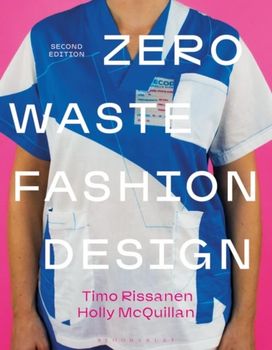 SECOND
EDITION
ZERO
WASTE
FASHION
DESIGN
Timo Rissanen
Holly McQuillan
BLOOMSBURY